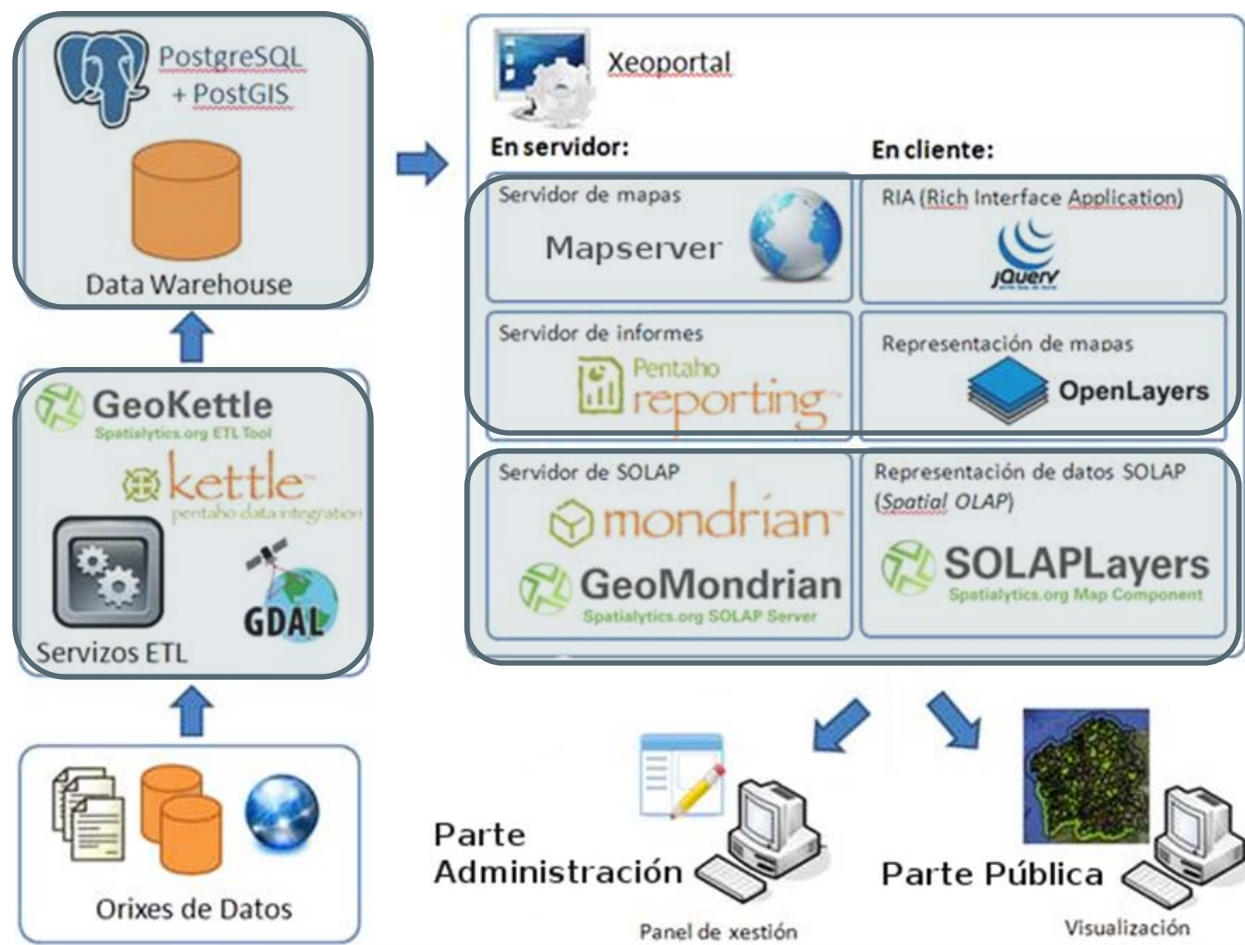 PostgreSQL
+ PostGIS
Data Warehouse
GeoKettle
Spatialytics.org ETL Tool
kettle
pentaho data integration
GDAL
Servizos ETL
Orixes de Datos
Xeoportal
En servidor:
En cliente:
Servidor de mapas
Mapserver
RIA (Rich Interface Application)
jQuery
Servidor de informes
Pentaho
reporting
Representación de mapas
OpenLayers
Servidor de SOLAP
mondrian
GeoMondrian
Spatialytics.org SOLAP Server
Representación de datos SOLAP
(Spatial OLAP)
SOLAPLayers
Spatialytics.org Map Component
Parte
Administración
Panel de xestión
Parte Pública
Visualización